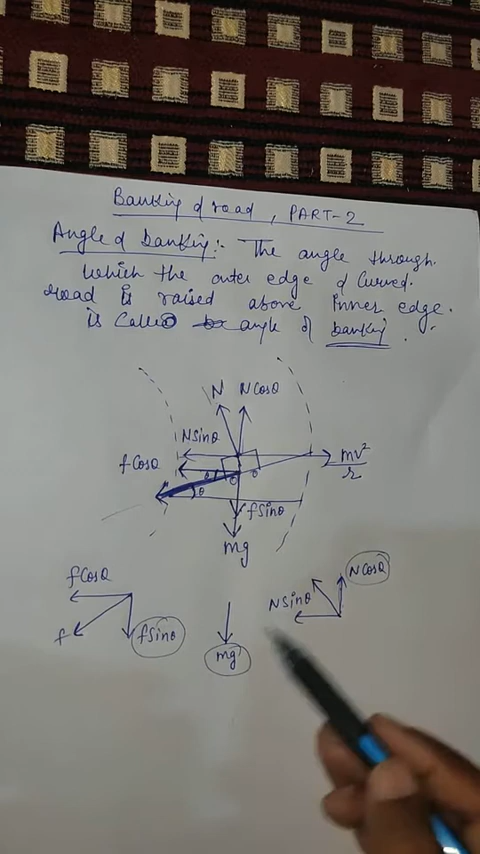 Banking of road, PART-2
Angle of banking:- The angle through
which the outer edge of curved
road is raised above inner edge.
is called angle of banking.
N NCosθ
NSinθ
mv²/r
fCosθ
θ θ θ
θ
fSinθ
mg
fCosθ
NCosθ
NSinθ
f
fSinθ
mg